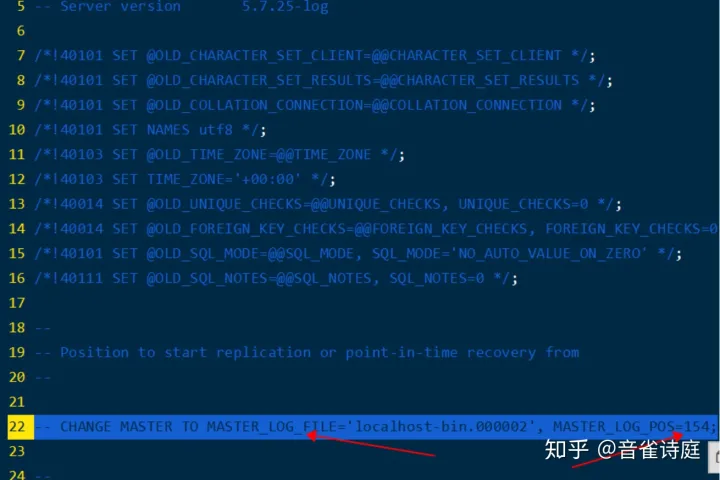 5 -- Server version 5.7.25-log
6
7 /*!40101 SET @OLD_CHARACTER_SET_CLIENT=@@CHARACTER_SET_CLIENT */;
8 /*!40101 SET @OLD_CHARACTER_SET_RESULTS=@@CHARACTER_SET_RESULTS */;
9 /*!40101 SET @OLD_COLLATION_CONNECTION=@@COLLATION_CONNECTION */;
10 /*!40101 SET NAMES utf8 */;
11 /*!40103 SET @OLD_TIME_ZONE=@@TIME_ZONE */;
12 /*!40103 SET TIME_ZONE='+00:00' */;
13 /*!40014 SET @OLD_UNIQUE_CHECKS=@@UNIQUE_CHECKS, UNIQUE_CHECKS=0 */;
14 /*!40014 SET @OLD_FOREIGN_KEY_CHECKS=@@FOREIGN_KEY_CHECKS, FOREIGN_KEY_CHECKS=0
15 /*!40101 SET @OLD_SQL_MODE=@@SQL_MODE, SQL_MODE='NO_AUTO_VALUE_ON_ZERO' */;
16 /*!40111 SET @OLD_SQL_NOTES=@@SQL_NOTES, SQL_NOTES=0 */;
17
18 --
19 -- Position to start replication or point-in-time recovery from
20 --
21
22 -- CHANGE MASTER TO MASTER_LOG_FILE='localhost-bin.000002', MASTER_LOG_POS=154;
23
知乎 @音雀诗庭
24 --